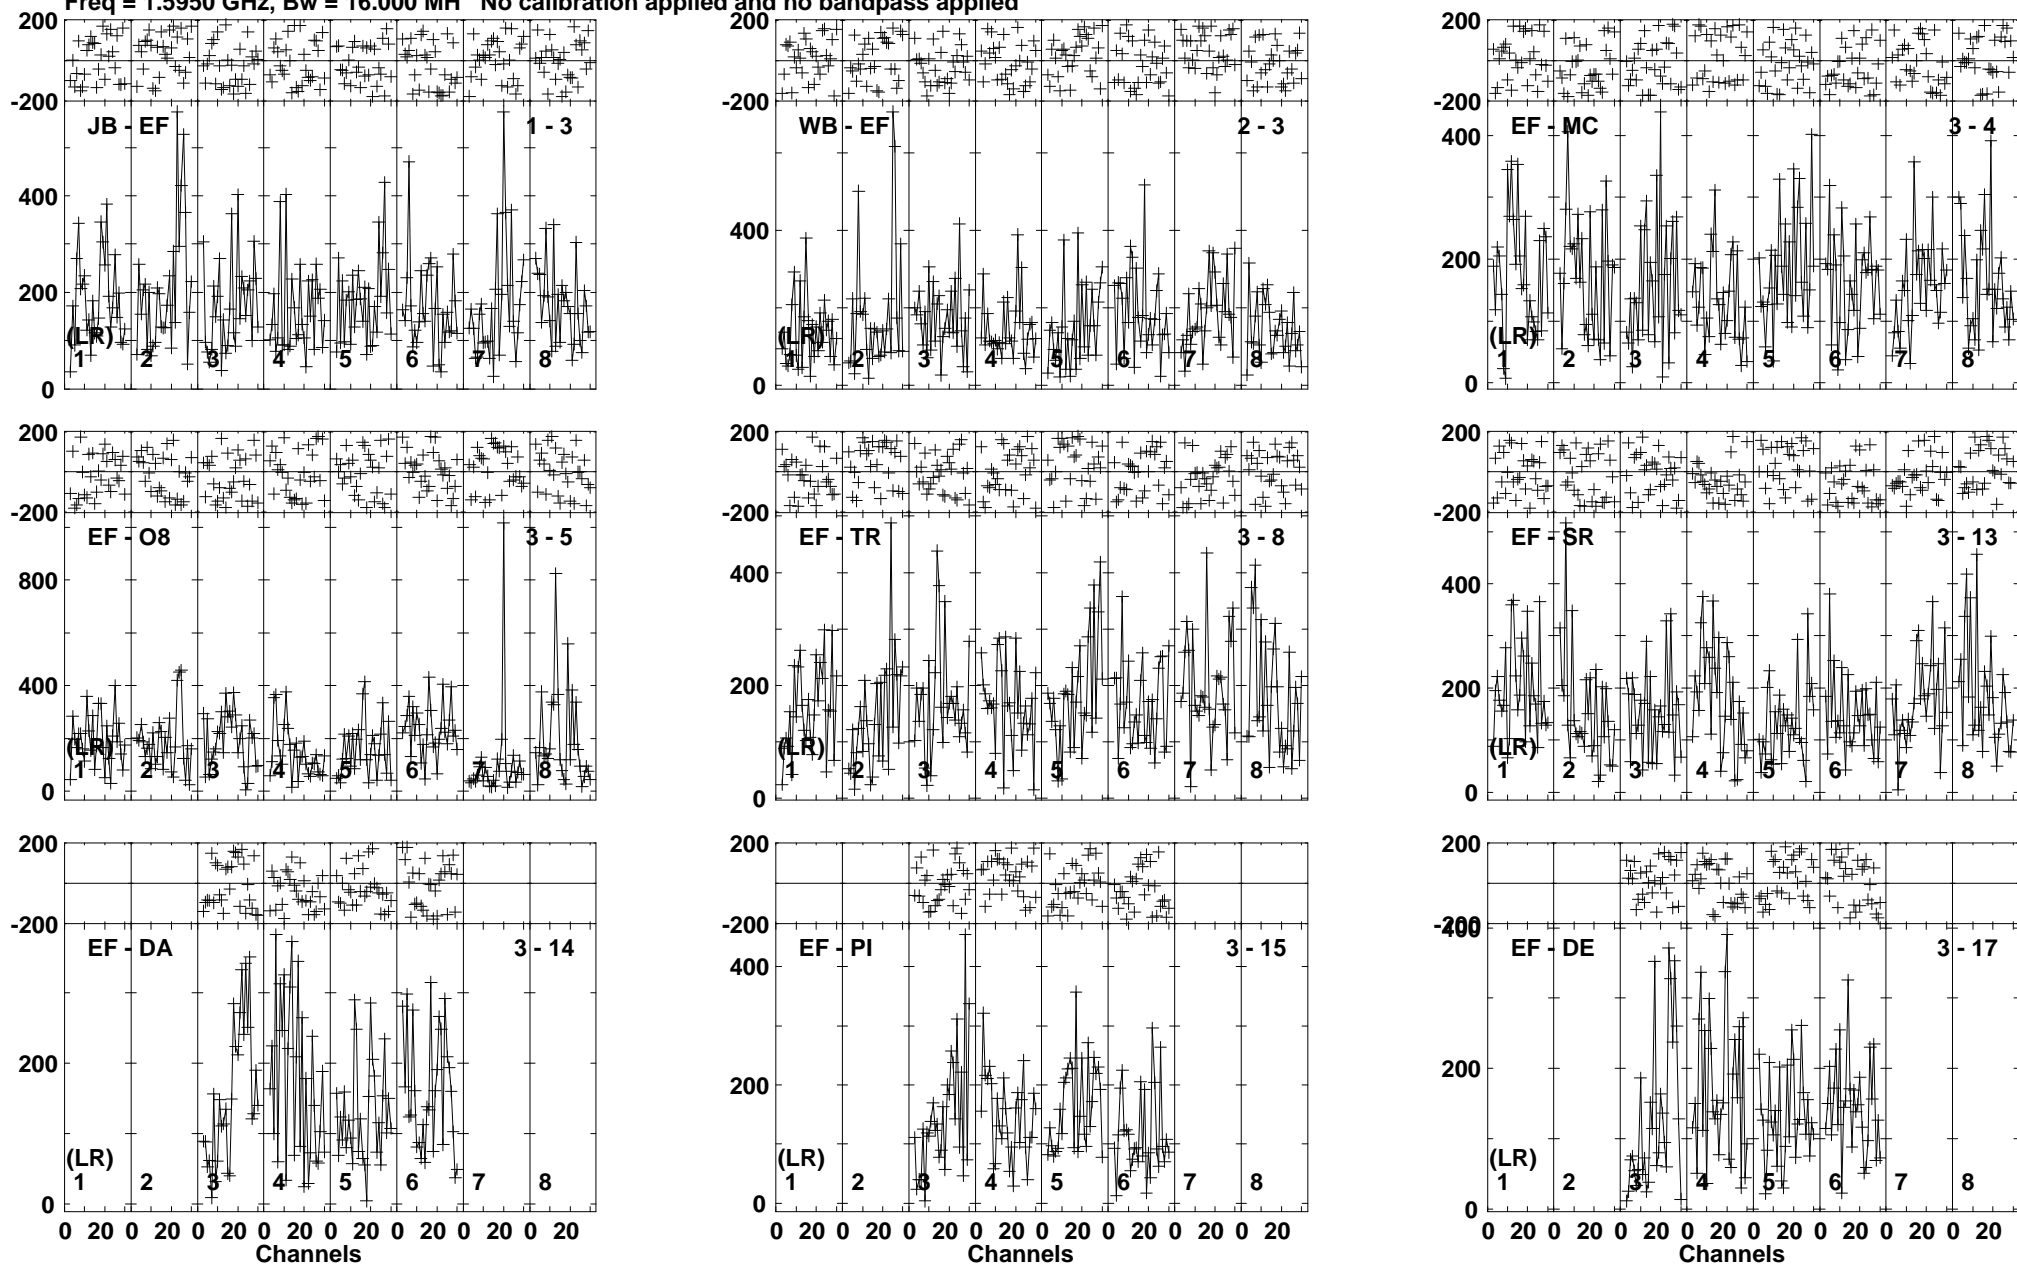 Freq = 1.5950 GHz, Bw = 16.000 MH No calibration applied and no bandpass applied
200 200 200
-200 -200 -200
JB - EF 1 - 3 WB - EF 2 - 3 EF - MC 3 - 4
400 400 400
200 200
(LR) (LR) (LR)
1 2 3 4 5 6 7 8 1 2 3 4 5 6 7 8 1 2 3 4 5 6 7 8
0 0 0
200 200 200
-200 -200 -200
EF - O8 3 - 5 EF - TR 3 - 8 EF - SR 3 - 13
800 400 400
400 200 200
(LR) (LR) (LR)
1 2 3 4 5 6 7 8 1 2 3 4 5 6 7 8 1 2 3 4 5 6 7 8
0 0 0
200 200 200
-200 -200 -200
400
EF - DA 3 - 14 EF - PI 3 - 15 EF - DE 3 - 17
400
200 200 200
(LR) (LR) (LR)
1 2 3 4 5 6 7 8 1 2 3 4 5 6 7 8 1 2 3 4 5 6 7 8
0 0 0
0 20 0 20 0 20 0 20 0 20 0 20 0 20 0 20 0 20 0 20 0 20 0 20 0 20 0 20 0 20 0 20 0 20 0 20 0 20 0 20 0 20 0 20 0 20 0 20
Channels Channels Channels